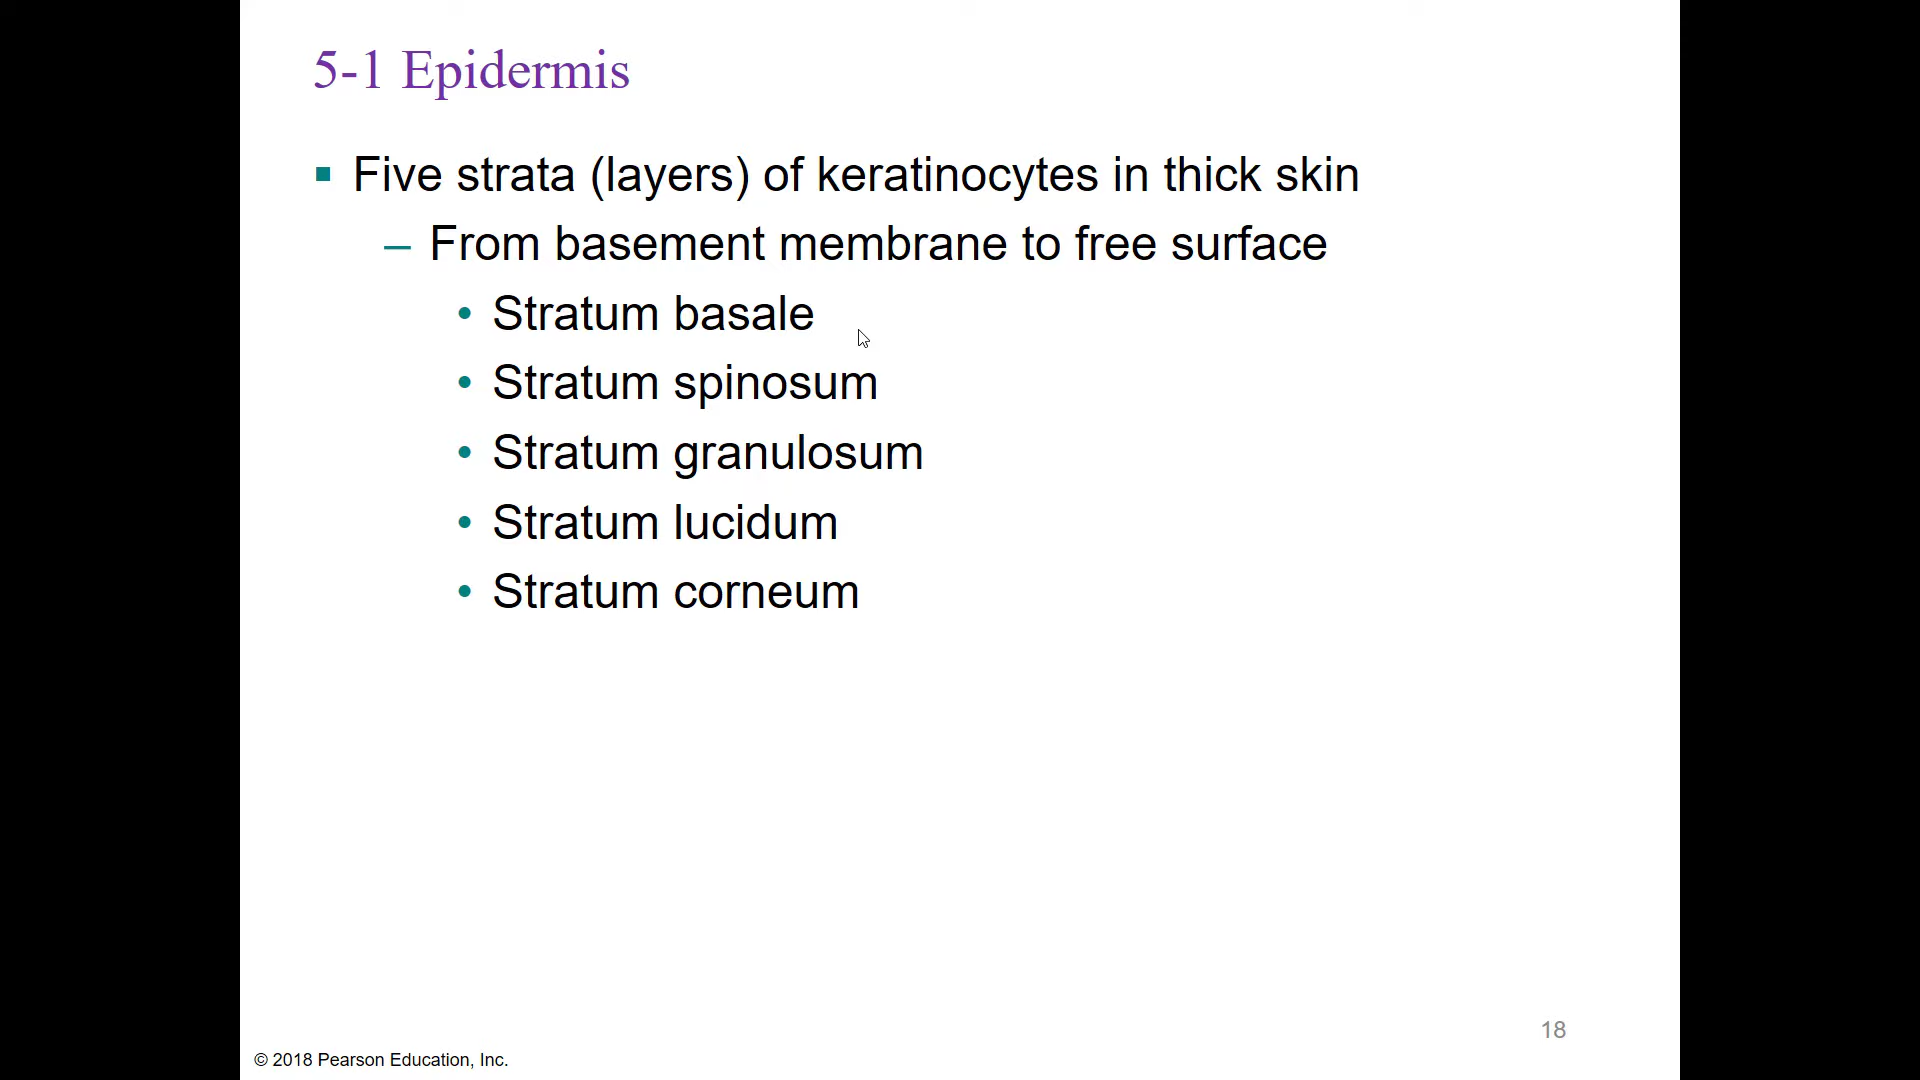 5-1 Epidermis
▪ Five strata (layers) of keratinocytes in thick skin
– From basement membrane to free surface
• Stratum basale
• Stratum spinosum
• Stratum granulosum
• Stratum lucidum
• Stratum corneum
18
© 2018 Pearson Education, Inc.